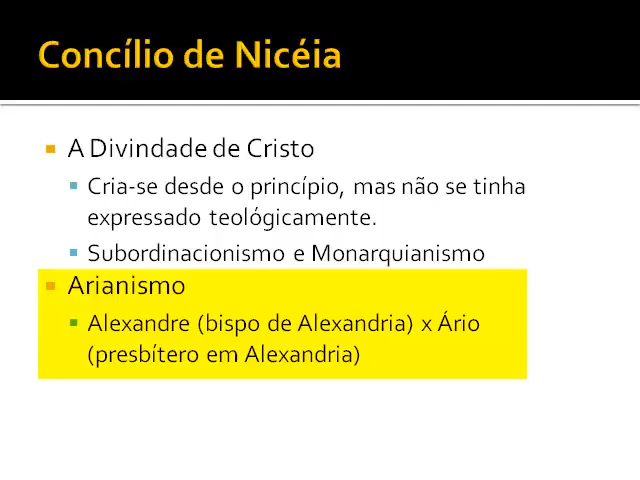 Concílio de Nicéia
A Divindade de Cristo
Cria-se desde o princípio, mas não se tinha
expressado teológicamente.
Subordinacionismo e Monarquianismo
Arianismo
Alexandre (bispo de Alexandria) x Ário
(presbítero em Alexandria)